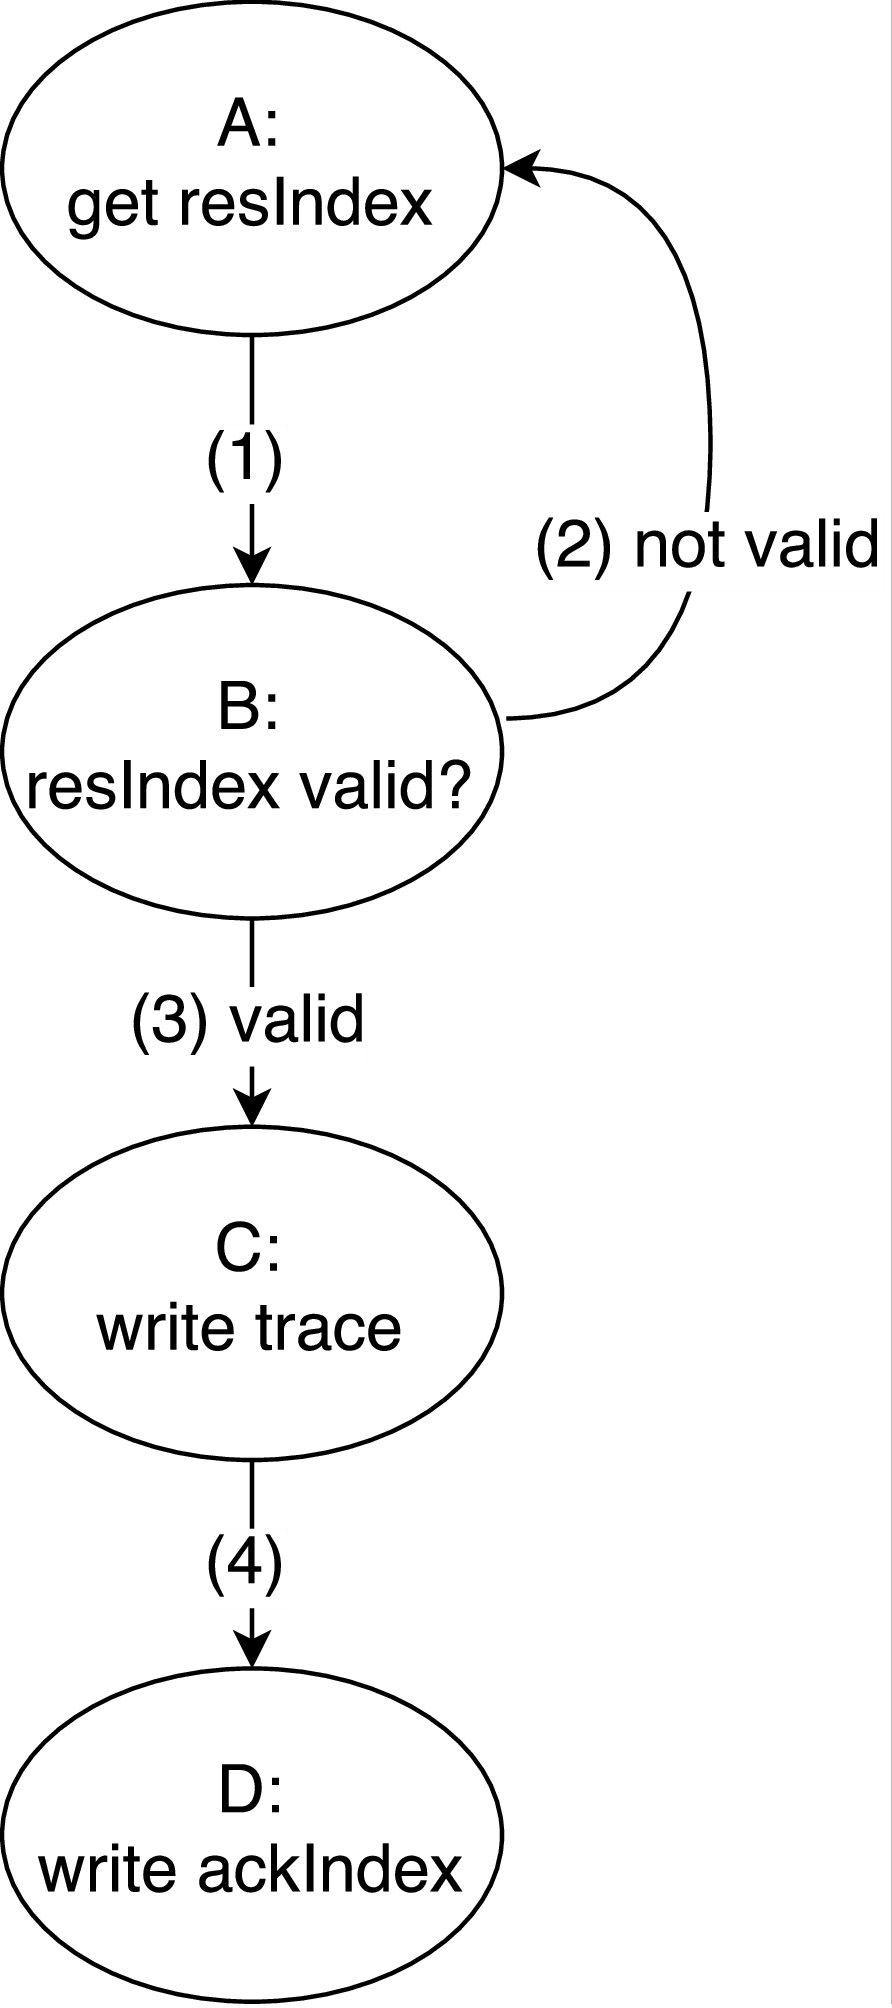 A:
get resIndex
(1)
(2) not valid
B:
resIndex valid?
(3) valid
C:
write trace
(4)
D:
write ackIndex